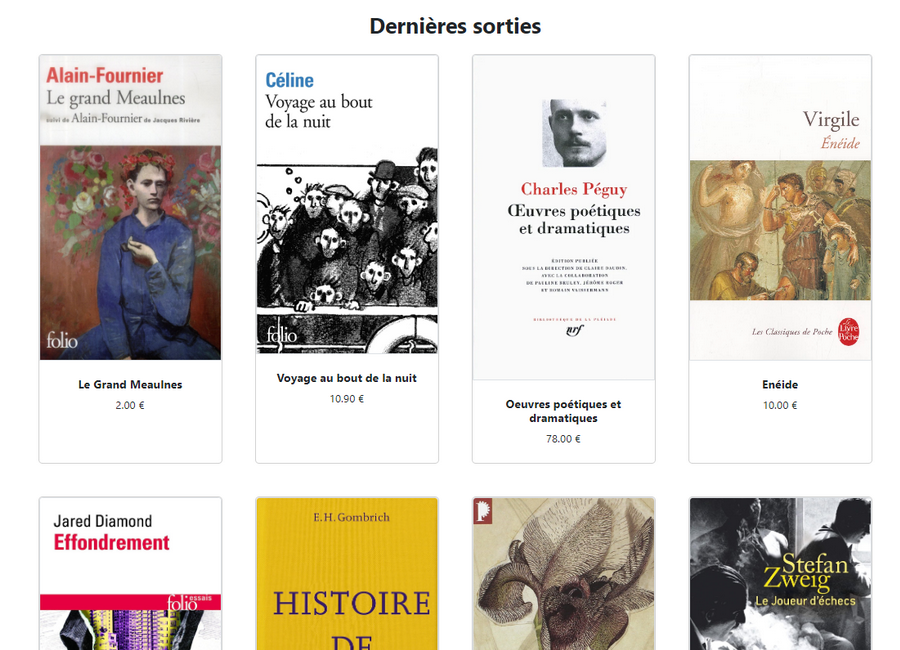 Dernières sorties
Alain-Fournier
Le grand Meaulnes
suivi de Alain-Fournier de Jacques Rivière
folio
Le Grand Meaulnes
2.00 €
Céline
Voyage au bout
de la nuit
folio
Voyage au bout de la nuit
10.90 €
Charles Péguy
Œuvres poétiques
et dramatiques
ÉDITION PUBLIÉE
SOUS LA DIRECTION DE CLAIRE DAUDIN,
AVEC LA COLLABORATION
DE PAULINE BRULEY, JÉRÔME ROGER
ET ROMAIN VAISSERMANN
BIBLIOTHÈQUE DE LA PLÉIADE
nrf
Oeuvres poétiques et
dramatiques
78.00 €
Virgile
Énéide
Les Classiques de Poche
Le
Livre
de
Poche
Enéide
10.00 €
Jared Diamond
Effondrement
essais
folio
E. H. Gombrich
HISTOIRE
DE
Stefan
Zweig
Le Joueur d'échecs